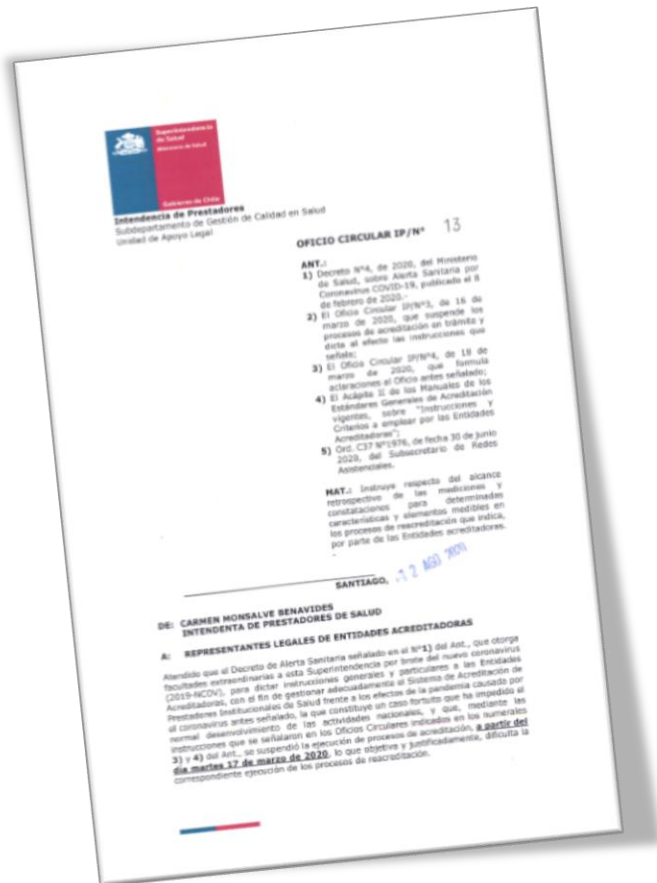 Superintendencia
de Salud
Ministerio de Salud
Gobierno de Chile
Intendencia de Prestadores
Subdepartamento de Gestión de Calidad en Salud
Unidad de Apoyo Legal
OFICIO CIRCULAR IP/N° 13
ANT.:
1) Decreto N°4, de 2020, del Ministerio
de Salud, sobre Alerta Sanitaria por
Coronavirus COVID-19, publicado el 8
de febrero de 2020.-
2) El Oficio Circular IP/N°3, de 16 de
marzo de 2020, que suspende los
procesos de acreditación en trámite y
dicta al efecto las instrucciones que
señala;
3) El Oficio Circular IP/N°4, de 18 de
marzo de 2020, que formula
aclaraciones al Oficio antes señalado;
4) El Acápite II de los Manuales de los
Estándares Generales de Acreditación
vigentes, sobre "Instrucciones y
Criterios a emplear por las Entidades
Acreditadoras";
5) Ord. C37 N°1976, de fecha 30 de junio
2020, del Subsecretario de Redes
Asistenciales.
MAT.: Instruye respecto del alcance
retrospectivo de las mediciones y
constataciones para determinadas
características y elementos medibles en
los procesos de reacreditación que indica,
por parte de las Entidades acreditadoras.
-
SANTIAGO, 12 AGO 2020
DE: CARMEN MONSALVE BENAVIDES
INTENDENTA DE PRESTADORES DE SALUD
A: REPRESENTANTES LEGALES DE ENTIDADES ACREDITADORAS
Atendido que el Decreto de Alerta Sanitaria señalado en el N°1) del Ant., que otorga
facultades extraordinarias a esta Superintendencia por brote del nuevo coronavirus
(2019-NCOV), para dictar instrucciones generales y particulares a las Entidades
Acreditadoras, con el fin de gestionar adecuadamente el Sistema de Acreditación de
Prestadores Institucionales de Salud frente a los efectos de la pandemia causada por
el coronavirus antes señalado, la que constituye un caso fortuito que ha impedido el
normal desenvolvimiento de las actividades nacionales, y que, mediante las
instrucciones que se señalaron en los Oficios Circulares indicados en los numerales
3) y 4) del Ant., se suspendió la ejecución de procesos de acreditación, a partir del
día martes 17 de marzo de 2020, lo que objetiva y justificadamente, dificulta la
correspondiente ejecución de los procesos de reacreditación.